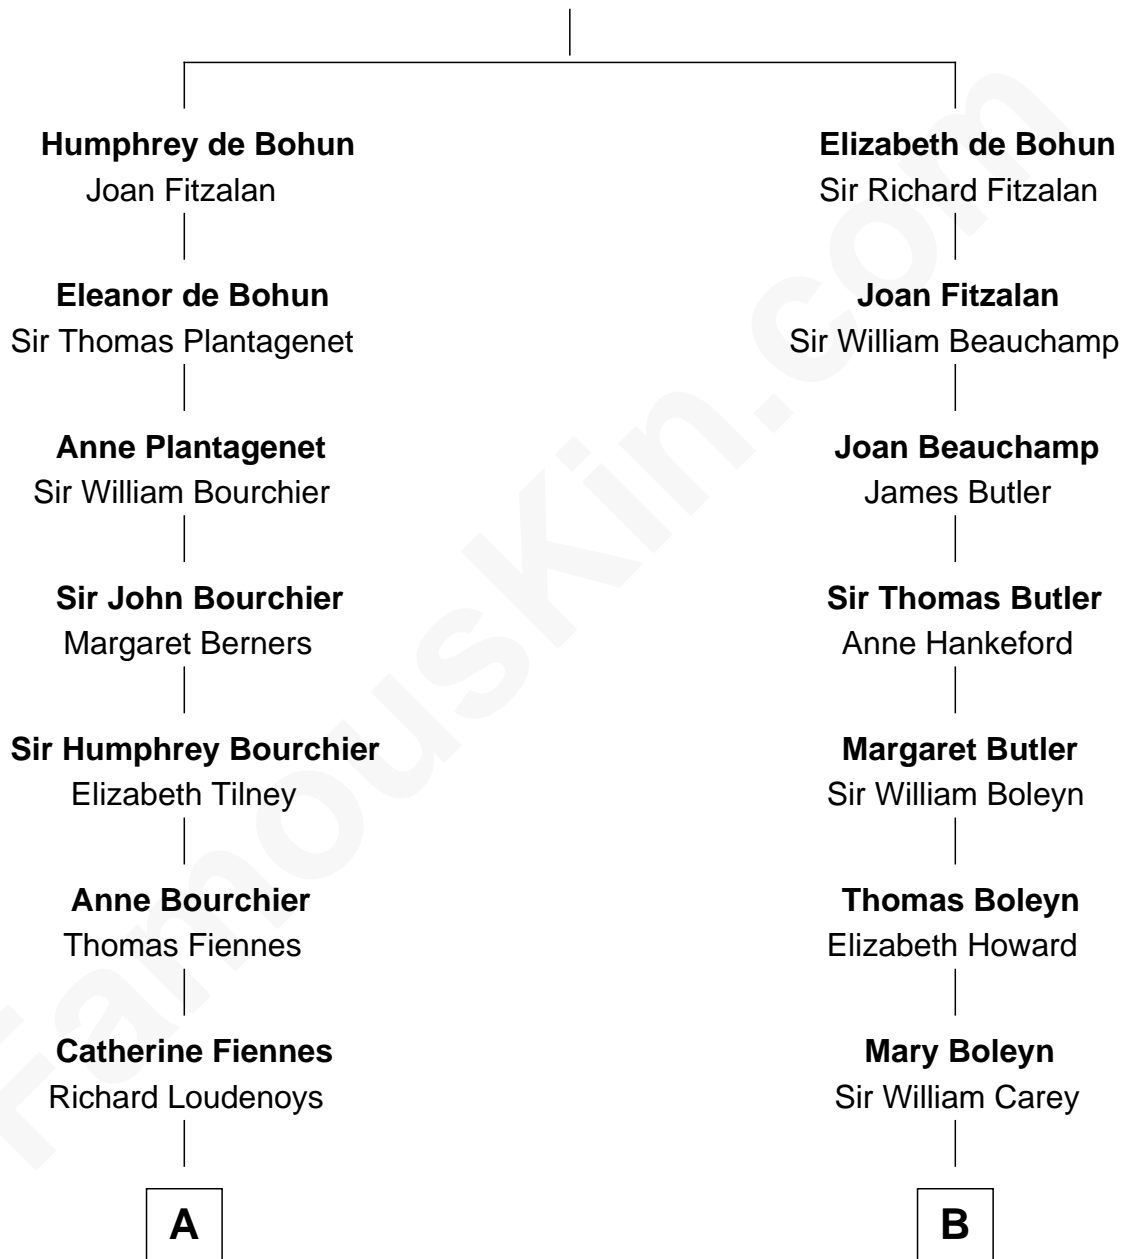 Humphrey de Bohun
Joan Fitzalan
Eleanor de Bohun
Sir Thomas Plantagenet
Anne Plantagenet
Sir William Bourchier
Sir John Bourchier
Margaret Berners
Sir Humphrey Bourchier
Elizabeth Tilney
Anne Bourchier
Thomas Fiennes
Catherine Fiennes
Richard Loudenoys
A
Elizabeth de Bohun
Sir Richard Fitzalan
Joan Fitzalan
Sir William Beauchamp
Joan Beauchamp
James Butler
Sir Thomas Butler
Anne Hankeford
Margaret Butler
Sir William Boleyn
Thomas Boleyn
Elizabeth Howard
Mary Boleyn
Sir William Carey
B
FamousKin.com